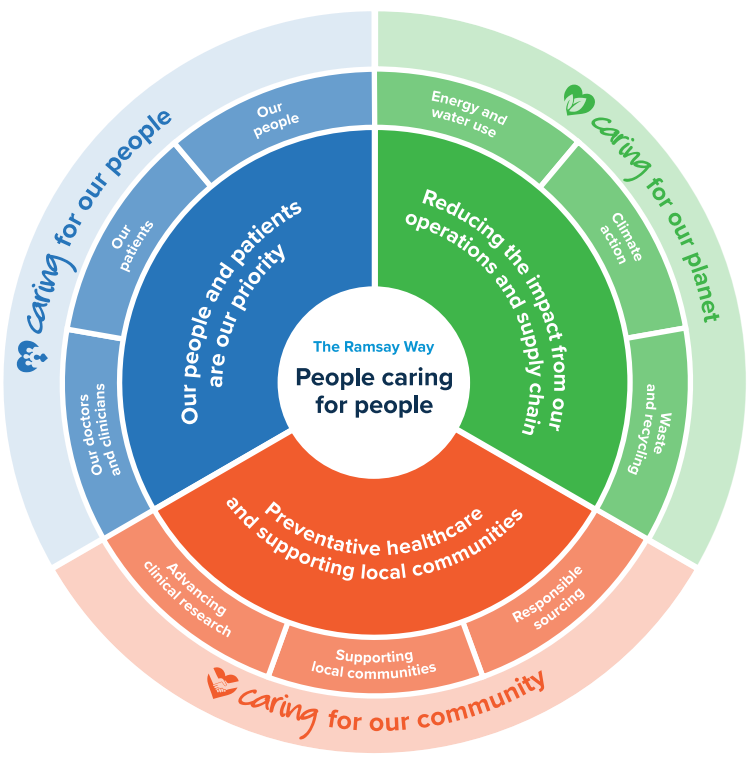 The Ramsay Way
People caring
for people
caring for our people
Our
people
Our
patients
Our doctors
and clinicians
Our people and patients
are our priority
caring for our planet
Energy and
water use
Climate
action
Waste
and recycling
Reducing the impact from our
operations and supply chain
Preventative healthcare
and supporting local communities
Advancing
clinical research
Supporting
local communities
Responsible
sourcing
caring for our community